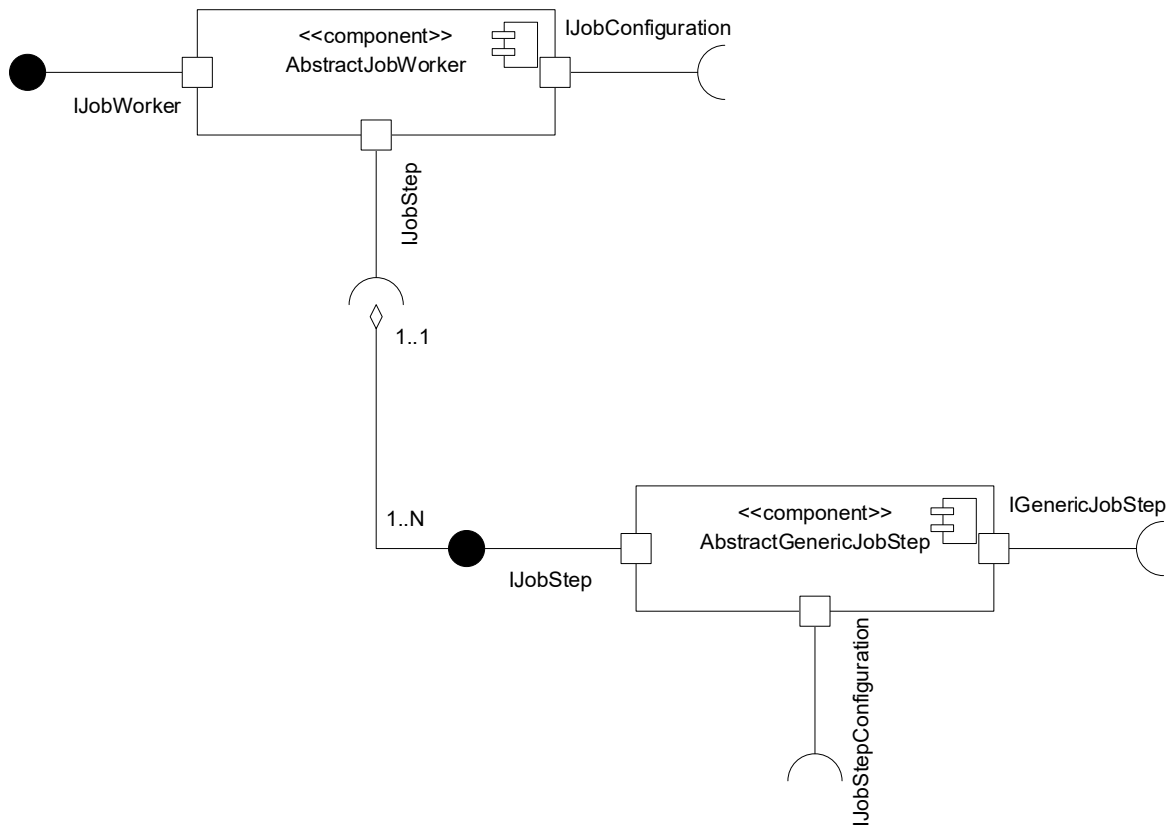 IJobConfiguration
<<component>>
AbstractJobWorker
IJobWorker
IJobStep
1..1
1..N
IGenericJobStep
<<component>>
AbstractGenericJobStep
IJobStep
IJobStepConfiguration